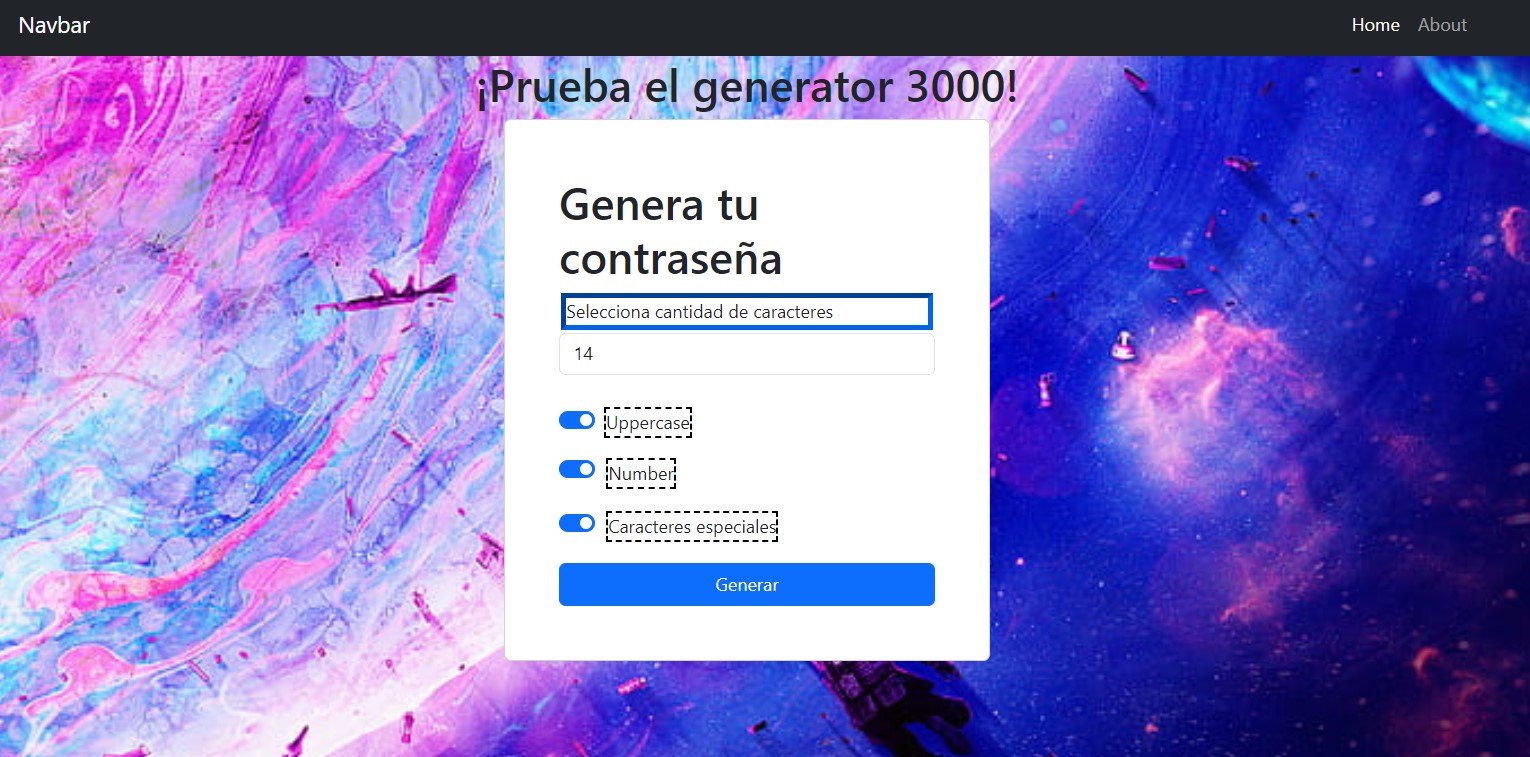 Navbar
Home About
¡Prueba el generator 3000!
Genera tu
contraseña
Selecciona cantidad de caracteres
14
Uppercase
Number
Caracteres especiales
Generar